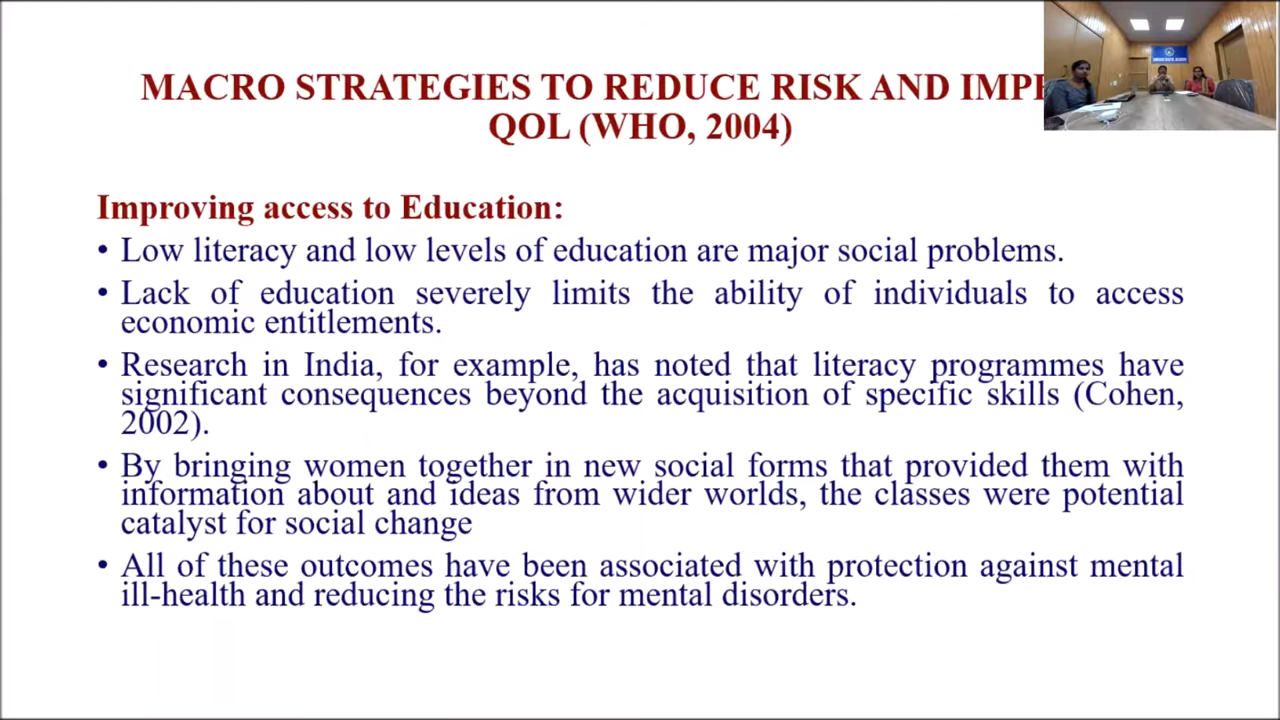 MACRO STRATEGIES TO REDUCE RISK AND
QOL (WHO, 2004)
Improving access to Education:
• Low literacy and low levels of education are major social problems.
• Lack of education severely limits the ability of individuals to access
economic entitlements.
• Research in India, for example, has noted that literacy programmes have
significant consequences beyond the acquisition of specific skills (Cohen,
2002).
• By bringing women together in new social forms that provided them with
information about and ideas from wider worlds, the classes were potential
catalyst for social change
• All of these outcomes have been associated with protection against mental
ill-health and reducing the risks for mental disorders.